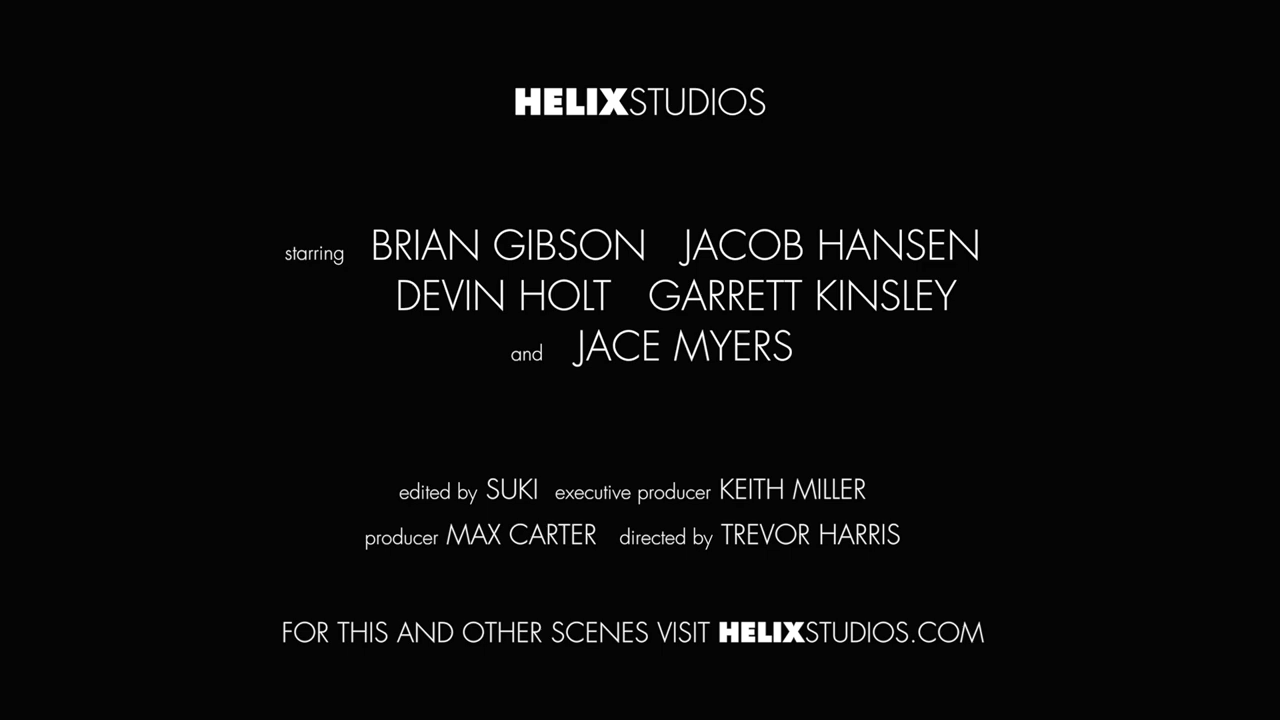 HELIXSTUDIOS
starring BRIAN GIBSON JACOB HANSEN
DEVIN HOLT GARRETT KINSLEY
and JACE MYERS
edited by SUKI executive producer KEITH MILLER
producer MAX CARTER directed by TREVOR HARRIS
FOR THIS AND OTHER SCENES VISIT HELIXSTUDIOS.COM